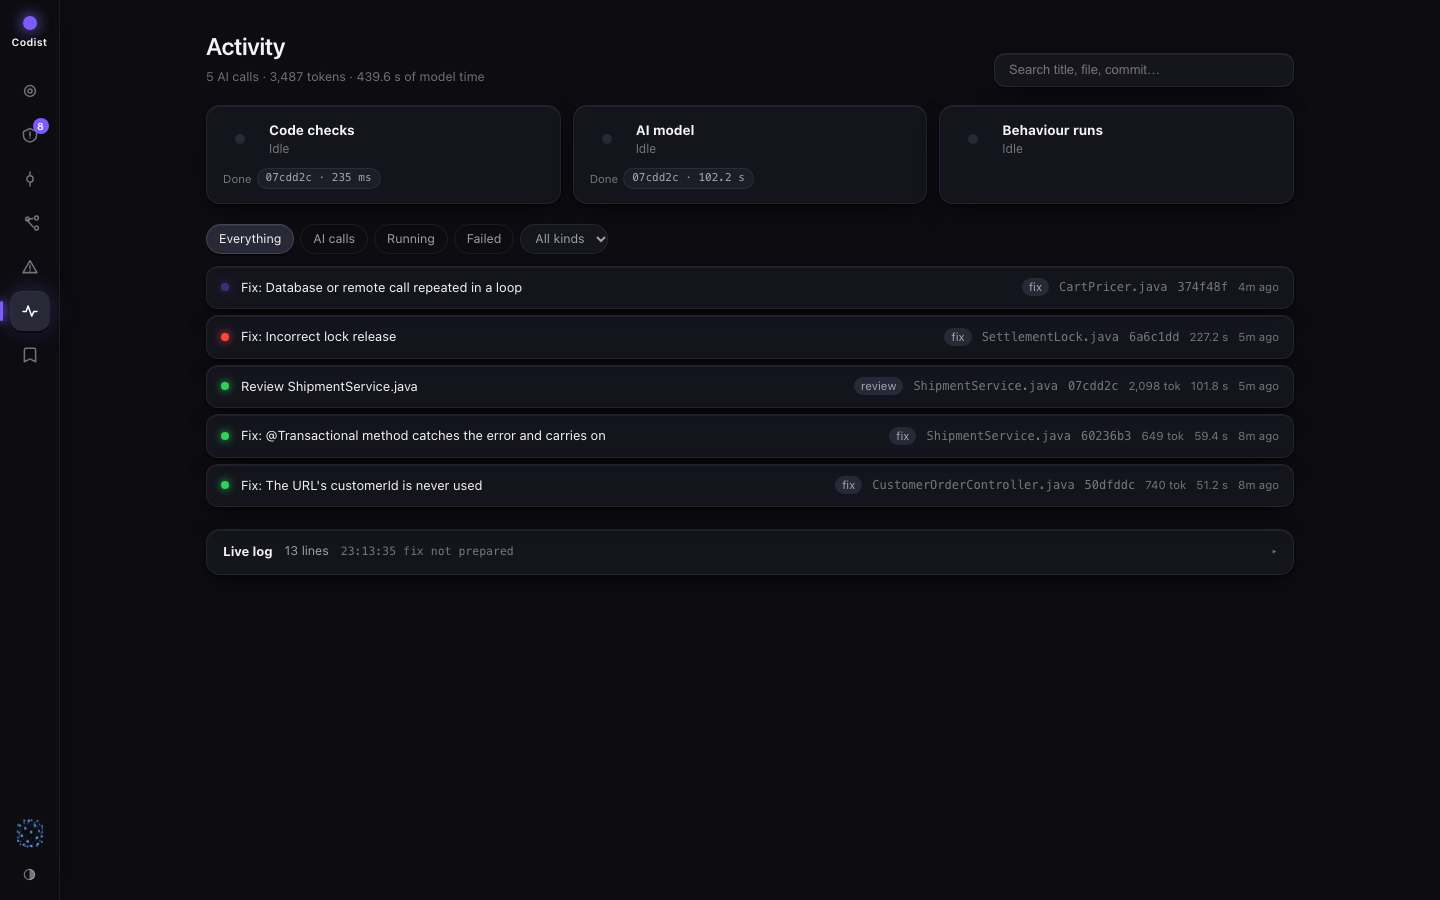 Codist
8
Activity
5 AI calls · 3,487 tokens · 439.6 s of model time
Search title, file, commit...
Code checks
Idle
Done 07cdd2c · 235 ms
AI model
Idle
Done 07cdd2c · 102.2 s
Behaviour runs
Idle
Everything AI calls Running Failed All kinds
Fix: Database or remote call repeated in a loop fix CartPricer.java 374f48f 4m ago
Fix: Incorrect lock release fix SettlementLock.java 6a6c1dd 227.2 s 5m ago
Review ShipmentService.java review ShipmentService.java 07cdd2c 2,098 tok 101.8 s 5m ago
Fix: @Transactional method catches the error and carries on fix ShipmentService.java 60236b3 649 tok 59.4 s 8m ago
Fix: The URL's customerId is never used fix CustomerOrderController.java 50dfddc 740 tok 51.2 s 8m ago
Live log 13 lines 23:13:35 fix not prepared